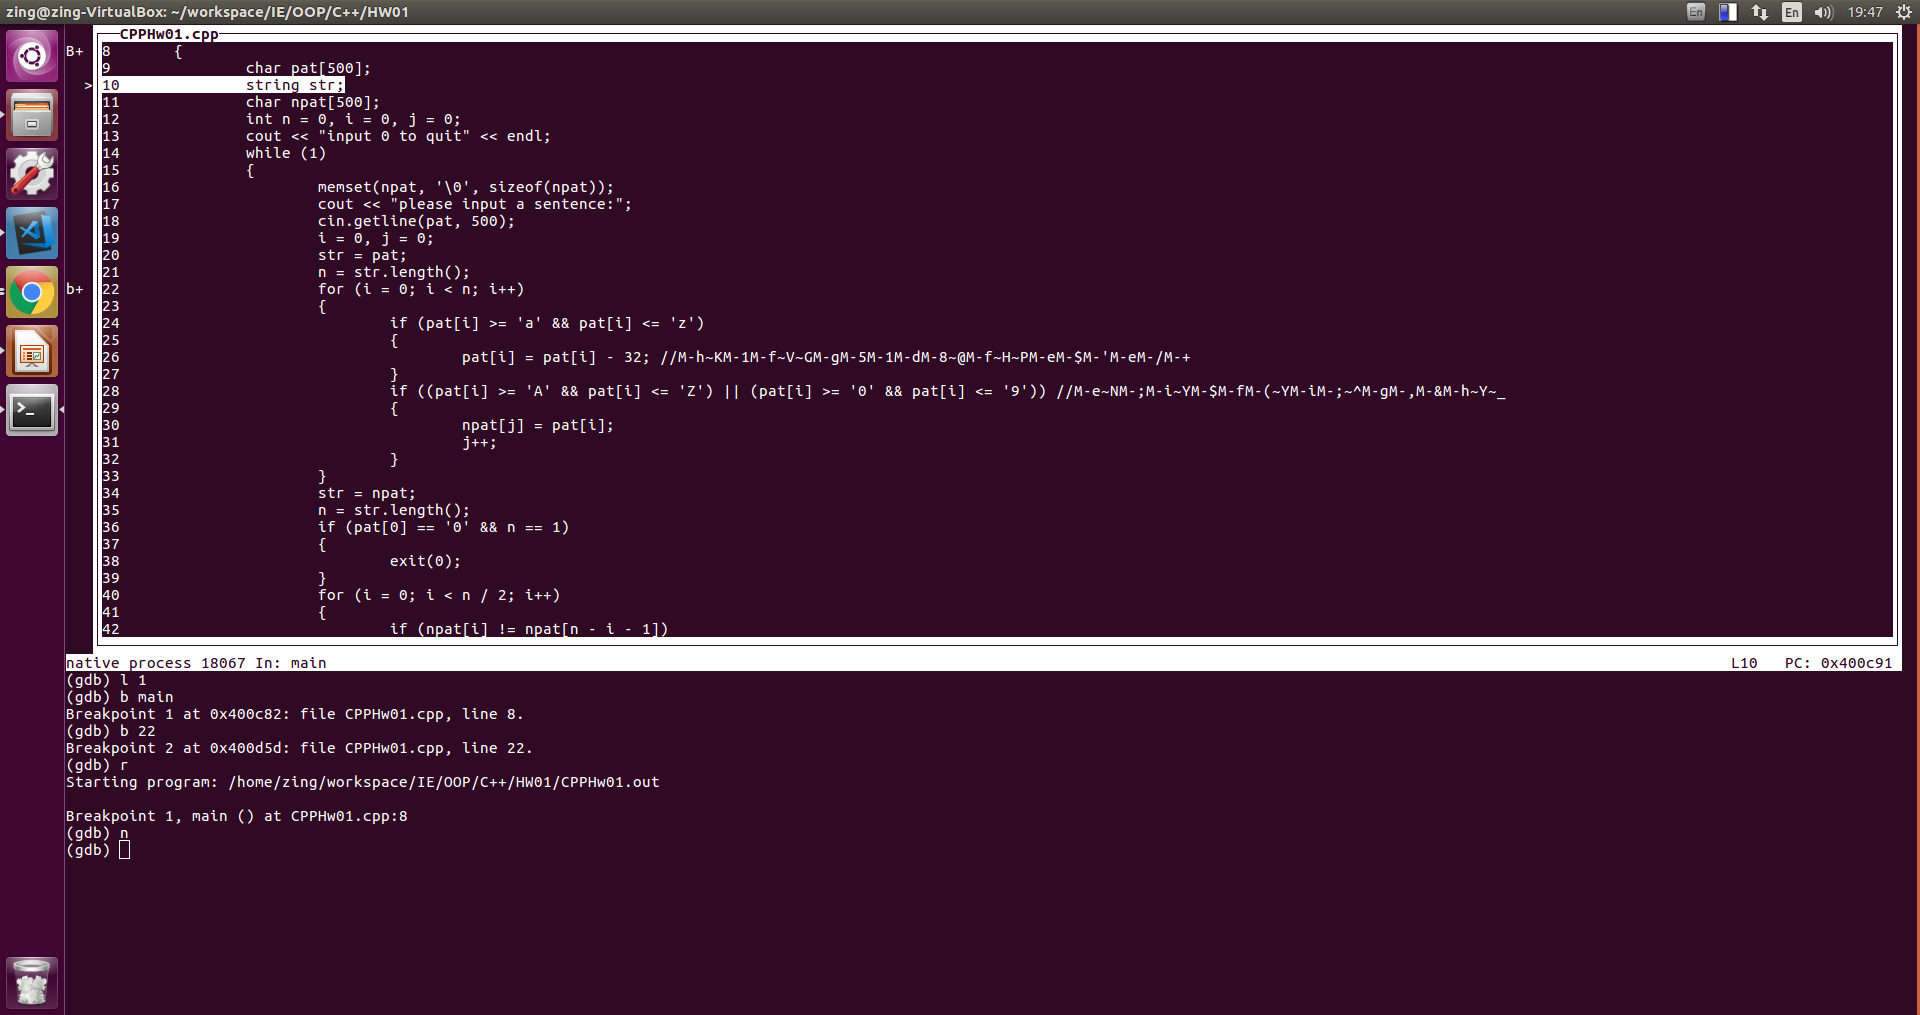 zing@zing-VirtualBox: ~/workspace/IE/OOP/C++/HW01 En En 19:47
CPPHw01.cpp
B+ 8 {
9 char pat[500];
> 10 string str;
11 char npat[500];
12 int n = 0, i = 0, j = 0;
13 cout << "input 0 to quit" << endl;
14 while (1)
15 {
16 memset(npat, '\0', sizeof(npat));
17 cout << "please input a sentence:";
18 cin.getline(pat, 500);
19 i = 0, j = 0;
20 str = pat;
21 n = str.length();
b+ 22 for (i = 0; i < n; i++)
23 {
24 if (pat[i] >= 'a' && pat[i] <= 'z')
25 {
26 pat[i] = pat[i] - 32; //M-h~KM-1M-f~V~GM-gM-5M-1M-dM-8~@M-f~H~PM-eM-$M-'M-eM-/M-+
27 }
28 if ((pat[i] >= 'A' && pat[i] <= 'Z') || (pat[i] >= '0' && pat[i] <= '9')) //M-e~NM-;M-i~YM-$M-fM-(~YM-iM-;~^M-gM-,M-&M-h~Y~_
29 {
30 npat[j] = pat[i];
31 j++;
32 }
33 }
34 str = npat;
35 n = str.length();
36 if (pat[0] == '0' && n == 1)
37 {
38 exit(0);
39 }
40 for (i = 0; i < n / 2; i++)
41 {
42 if (npat[i] != npat[n - i - 1])
native process 18067 In: main L10 PC: 0x400c91
(gdb) l 1
(gdb) b main
Breakpoint 1 at 0x400c82: file CPPHw01.cpp, line 8.
(gdb) b 22
Breakpoint 2 at 0x400d5d: file CPPHw01.cpp, line 22.
(gdb) r
Starting program: /home/zing/workspace/IE/OOP/C++/HW01/CPPHw01.out
Breakpoint 1, main () at CPPHw01.cpp:8
(gdb) n
(gdb)